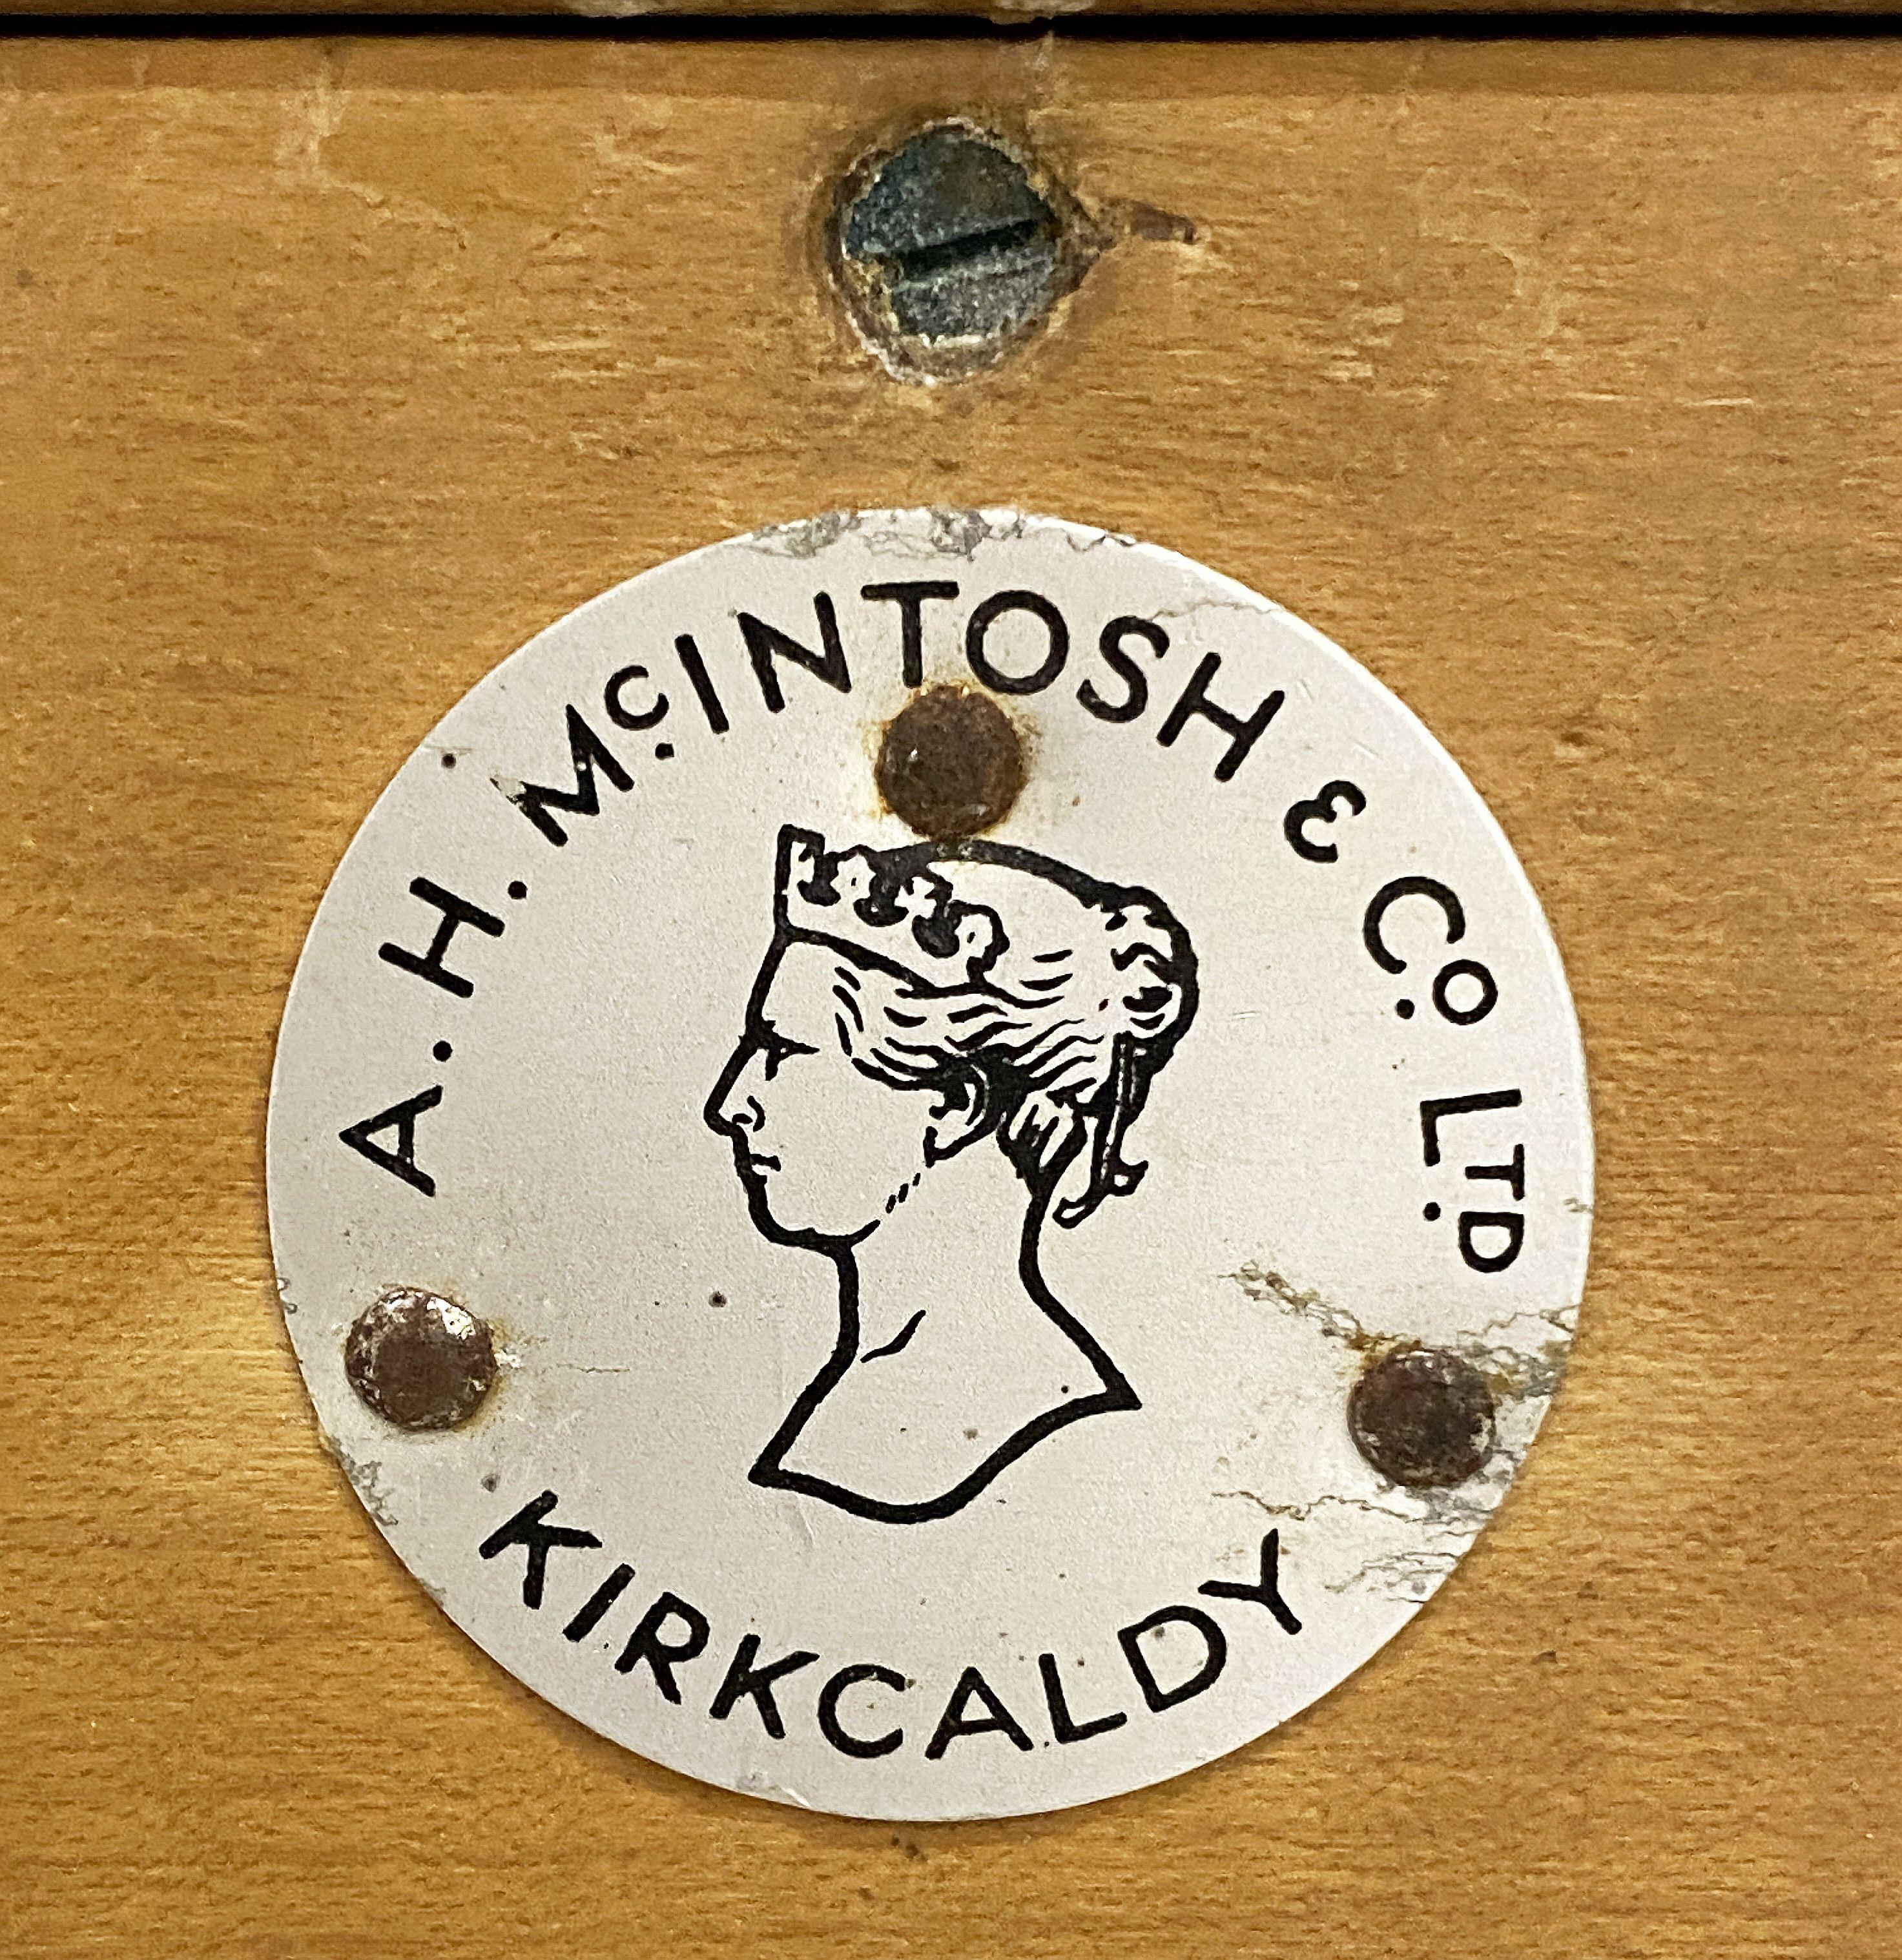 A. H. McINTOSH & Co. LTD.
KIRKCALDY